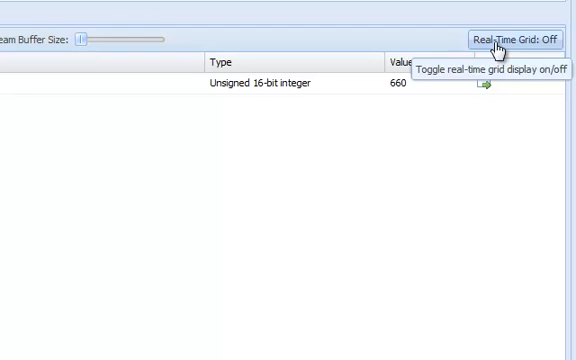 eam Buffer Size:
Real-Time Grid: Off
Type
Value
Toggle real-time grid display on/off
Unsigned 16-bit integer
660